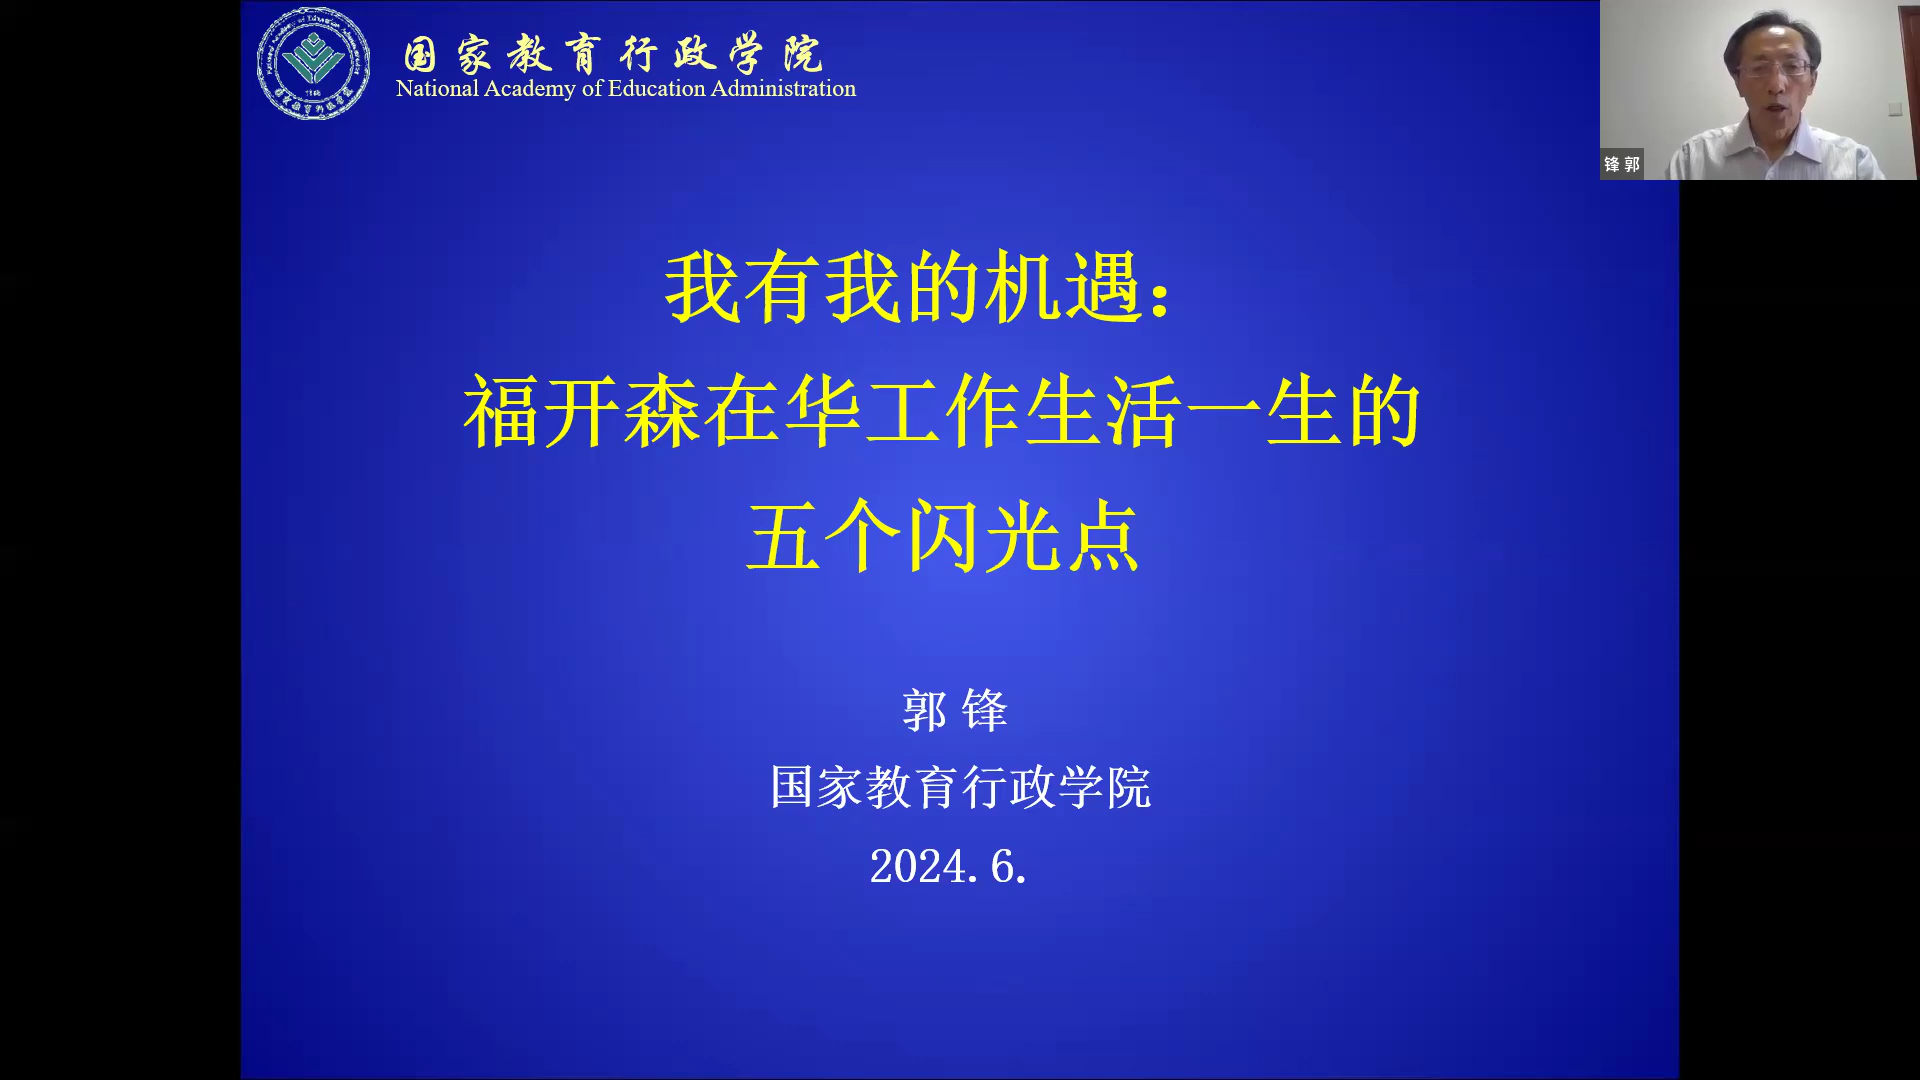 国家教育行政学院
National Academy of Education Administration
锋 郭
我有我的机遇：
福开森在华工作生活一生的
五个闪光点
郭 锋
国家教育行政学院
2024. 6.